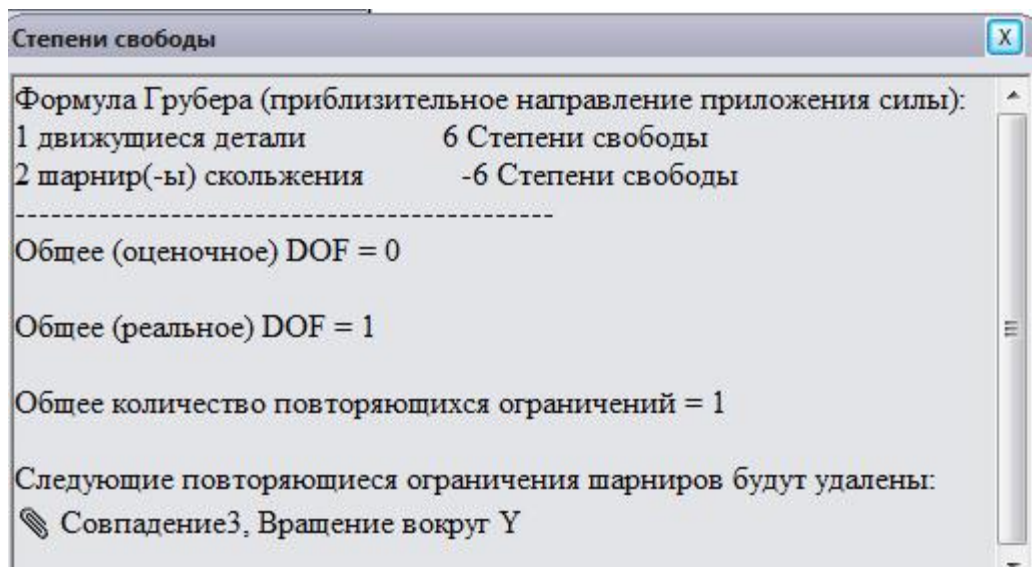 Степени свободы X
Формула Грубера (приблизительное направление приложения силы):
1 движущиеся детали 6 Степени свободы
2 шарнир(-ы) скольжения -6 Степени свободы
---------------------------------------------
Общее (оценочное) DOF = 0
Общее (реальное) DOF = 1
Общее количество повторяющихся ограничений = 1
Следующие повторяющиеся ограничения шарниров будут удалены:
Совпадение3, Вращение вокруг Y